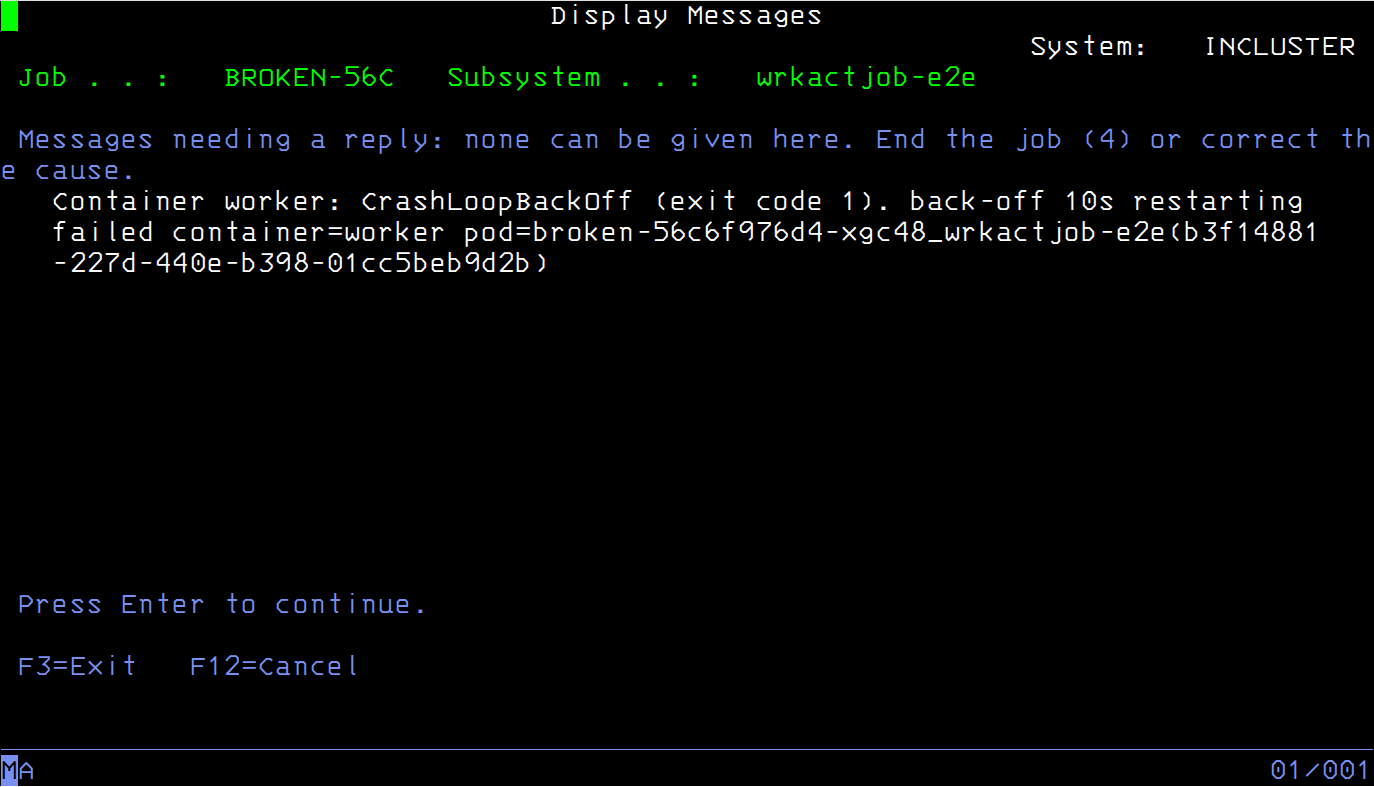 Display Messages
System:   INCLUSTER
Job . . :   BROKEN-56C   Subsystem . . :   wrkactjob-e2e
Messages needing a reply: none can be given here. End the job (4) or correct th
e cause.
Container worker: CrashLoopBackOff (exit code 1). back-off 10s restarting
failed container=worker pod=broken-56c6f976d4-xgc48_wrkactjob-e2e(b3f14881
-227d-440e-b398-01cc5beb9d2b)
Press Enter to continue.
F3=Exit   F12=Cancel
MA   01/001